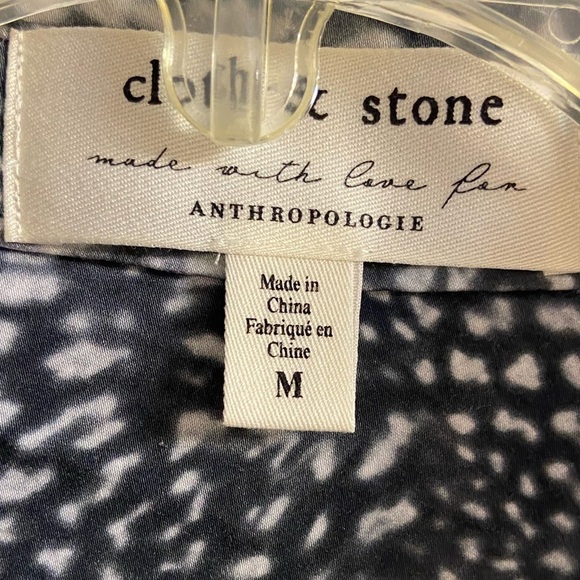 cloth & stone
made with love for
ANTHROPOLOGIE
Made in
China
Fabriqué en
Chine
M